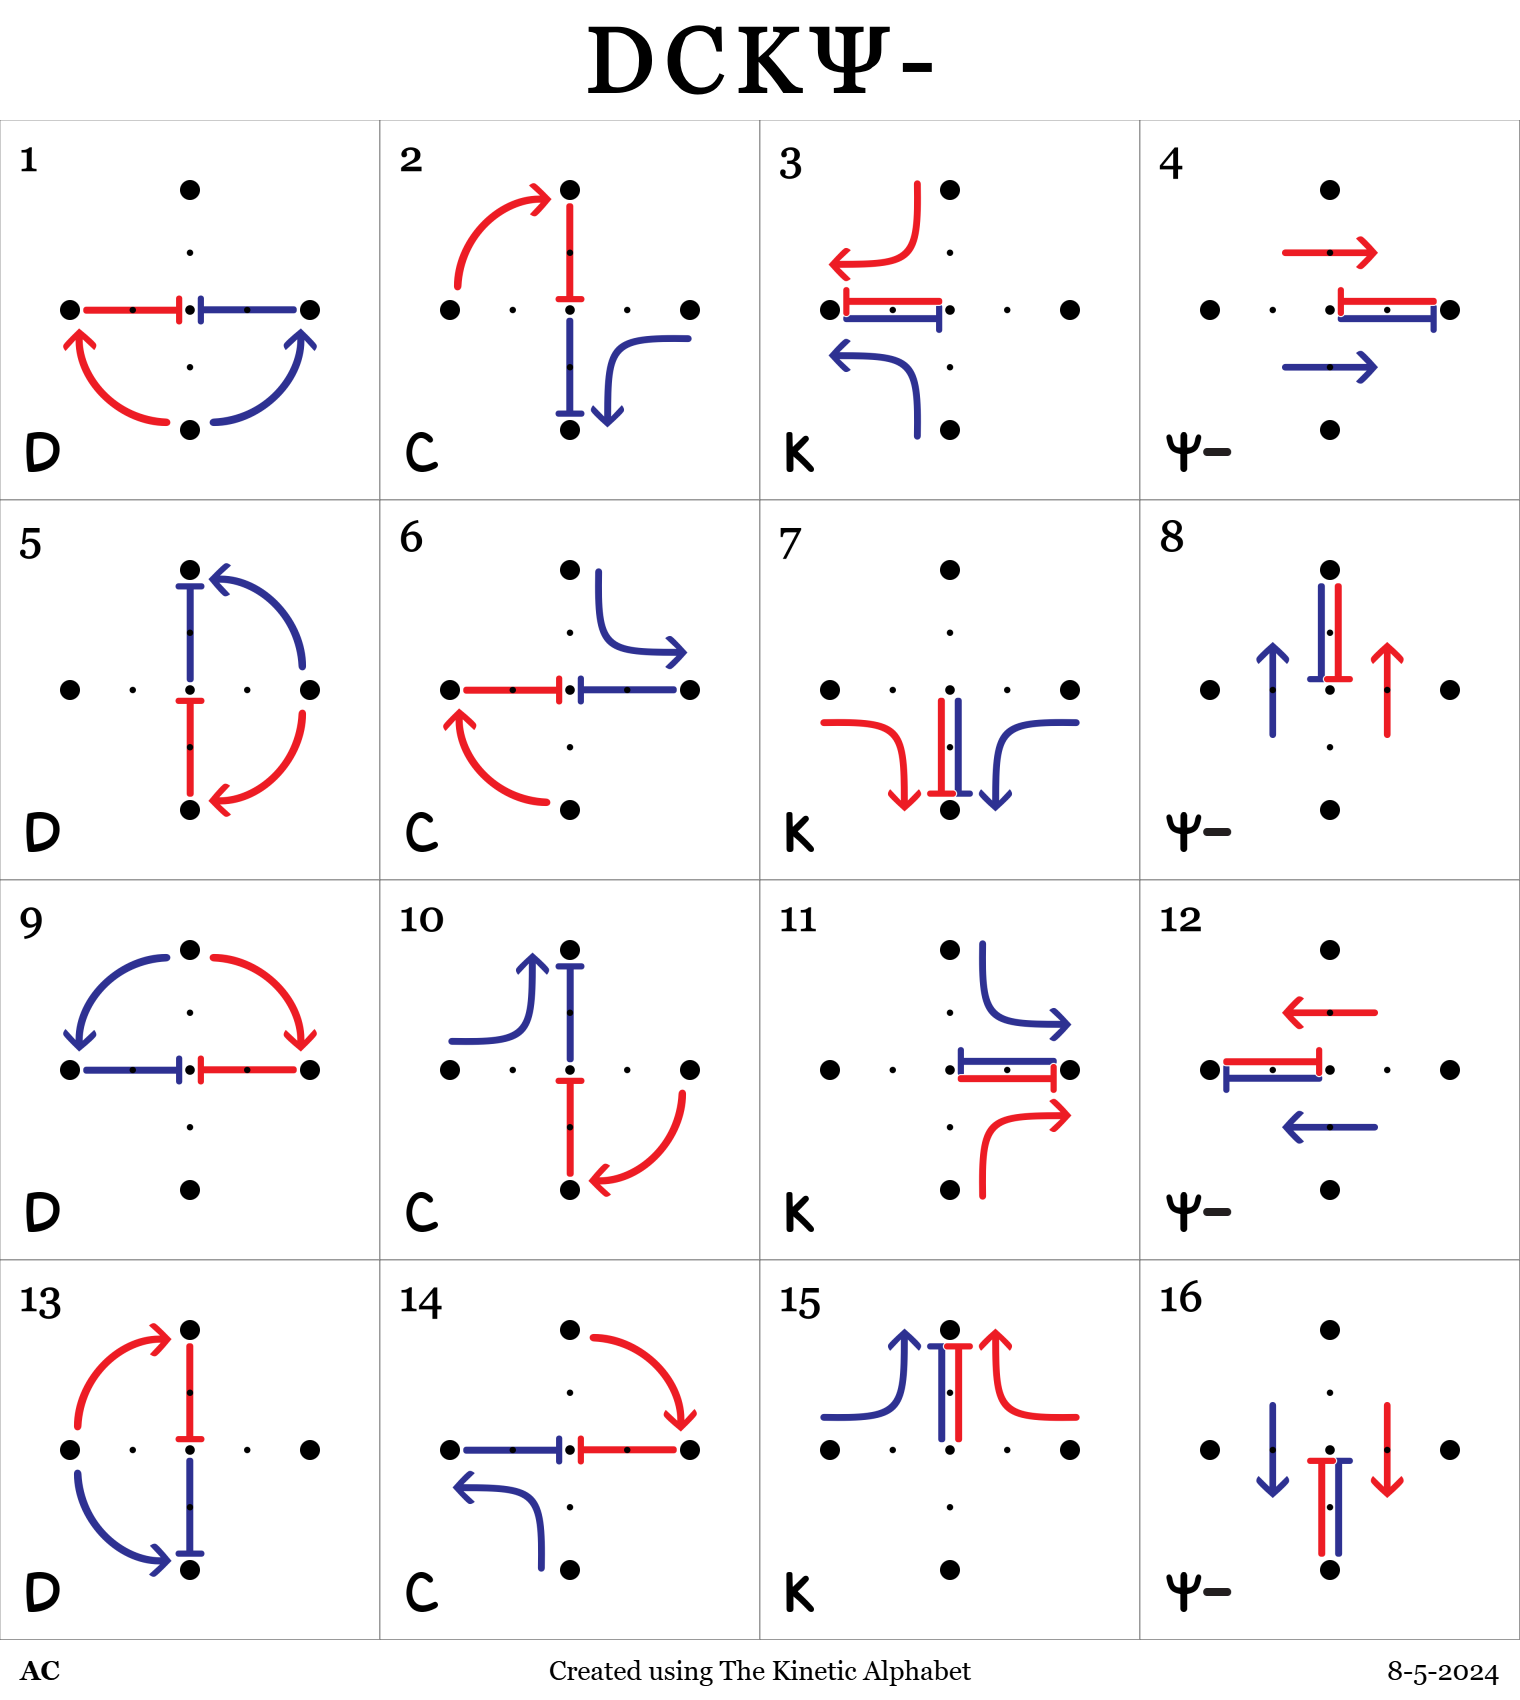 DCKΨ-
1 2 3 4
D C K Ψ-
5 6 7 8
D C K Ψ-
9 10 11 12
D C K Ψ-
13 14 15 16
D C K Ψ-
AC Created using The Kinetic Alphabet 8-5-2024